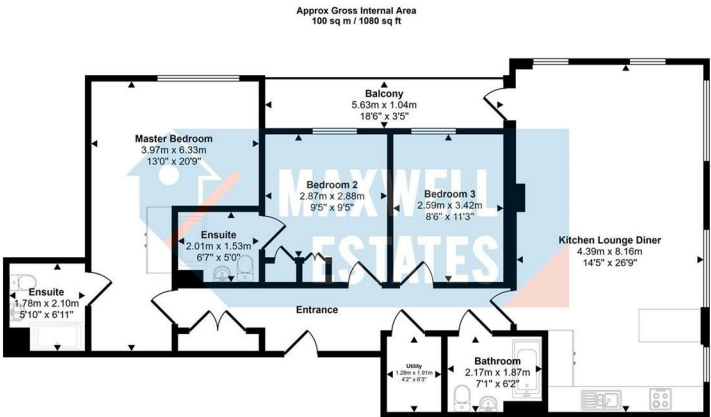 Approx Gross Internal Area
100 sq m / 1080 sq ft
Balcony
5.63m x 1.04m
18'6" x 3'5"
Master Bedroom
3.97m x 6.33m
13'0" x 20'9"
Bedroom 2
2.87m x 2.88m
9'5" x 9'5"
Bedroom 3
2.59m x 3.42m
8'6" x 11'3"
MAXWELL
ESTATES
Ensuite
2.01m x 1.53m
6'7" x 5'0"
Kitchen Lounge Diner
4.39m x 8.16m
14'5" x 26'9"
Ensuite
1.78m x 2.10m
5'10" x 6'11"
Entrance
Utility
1.28m x 1.91m
4'2" x 6'3"
Bathroom
2.17m x 1.87m
7'1" x 6'2"